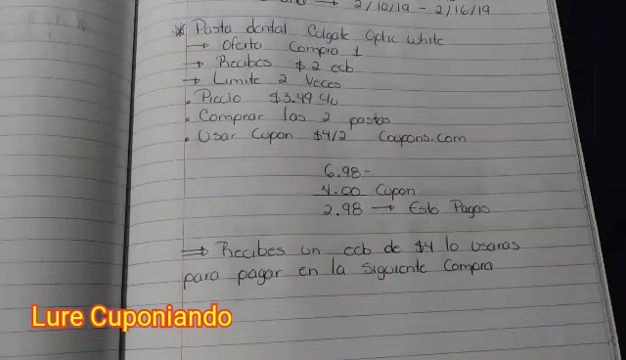 → 2/10/19 - 2/16/19
* Pasta dental Colgate Optic White
→ Oferta Compra 1
→ Recibes $2 ecb
→ Limite 2 Veces
• Precio $3.49 c/u
• Comprar las 2 pastas
• Usar Cupon $4/2 Coupons.com
6.98-
4.00 Cupon
2.98 → Esto Pagas
⇒ Recibes un ecb de $4 lo usaras
para pagar en la siguiente Compra
Lure Cuponiando